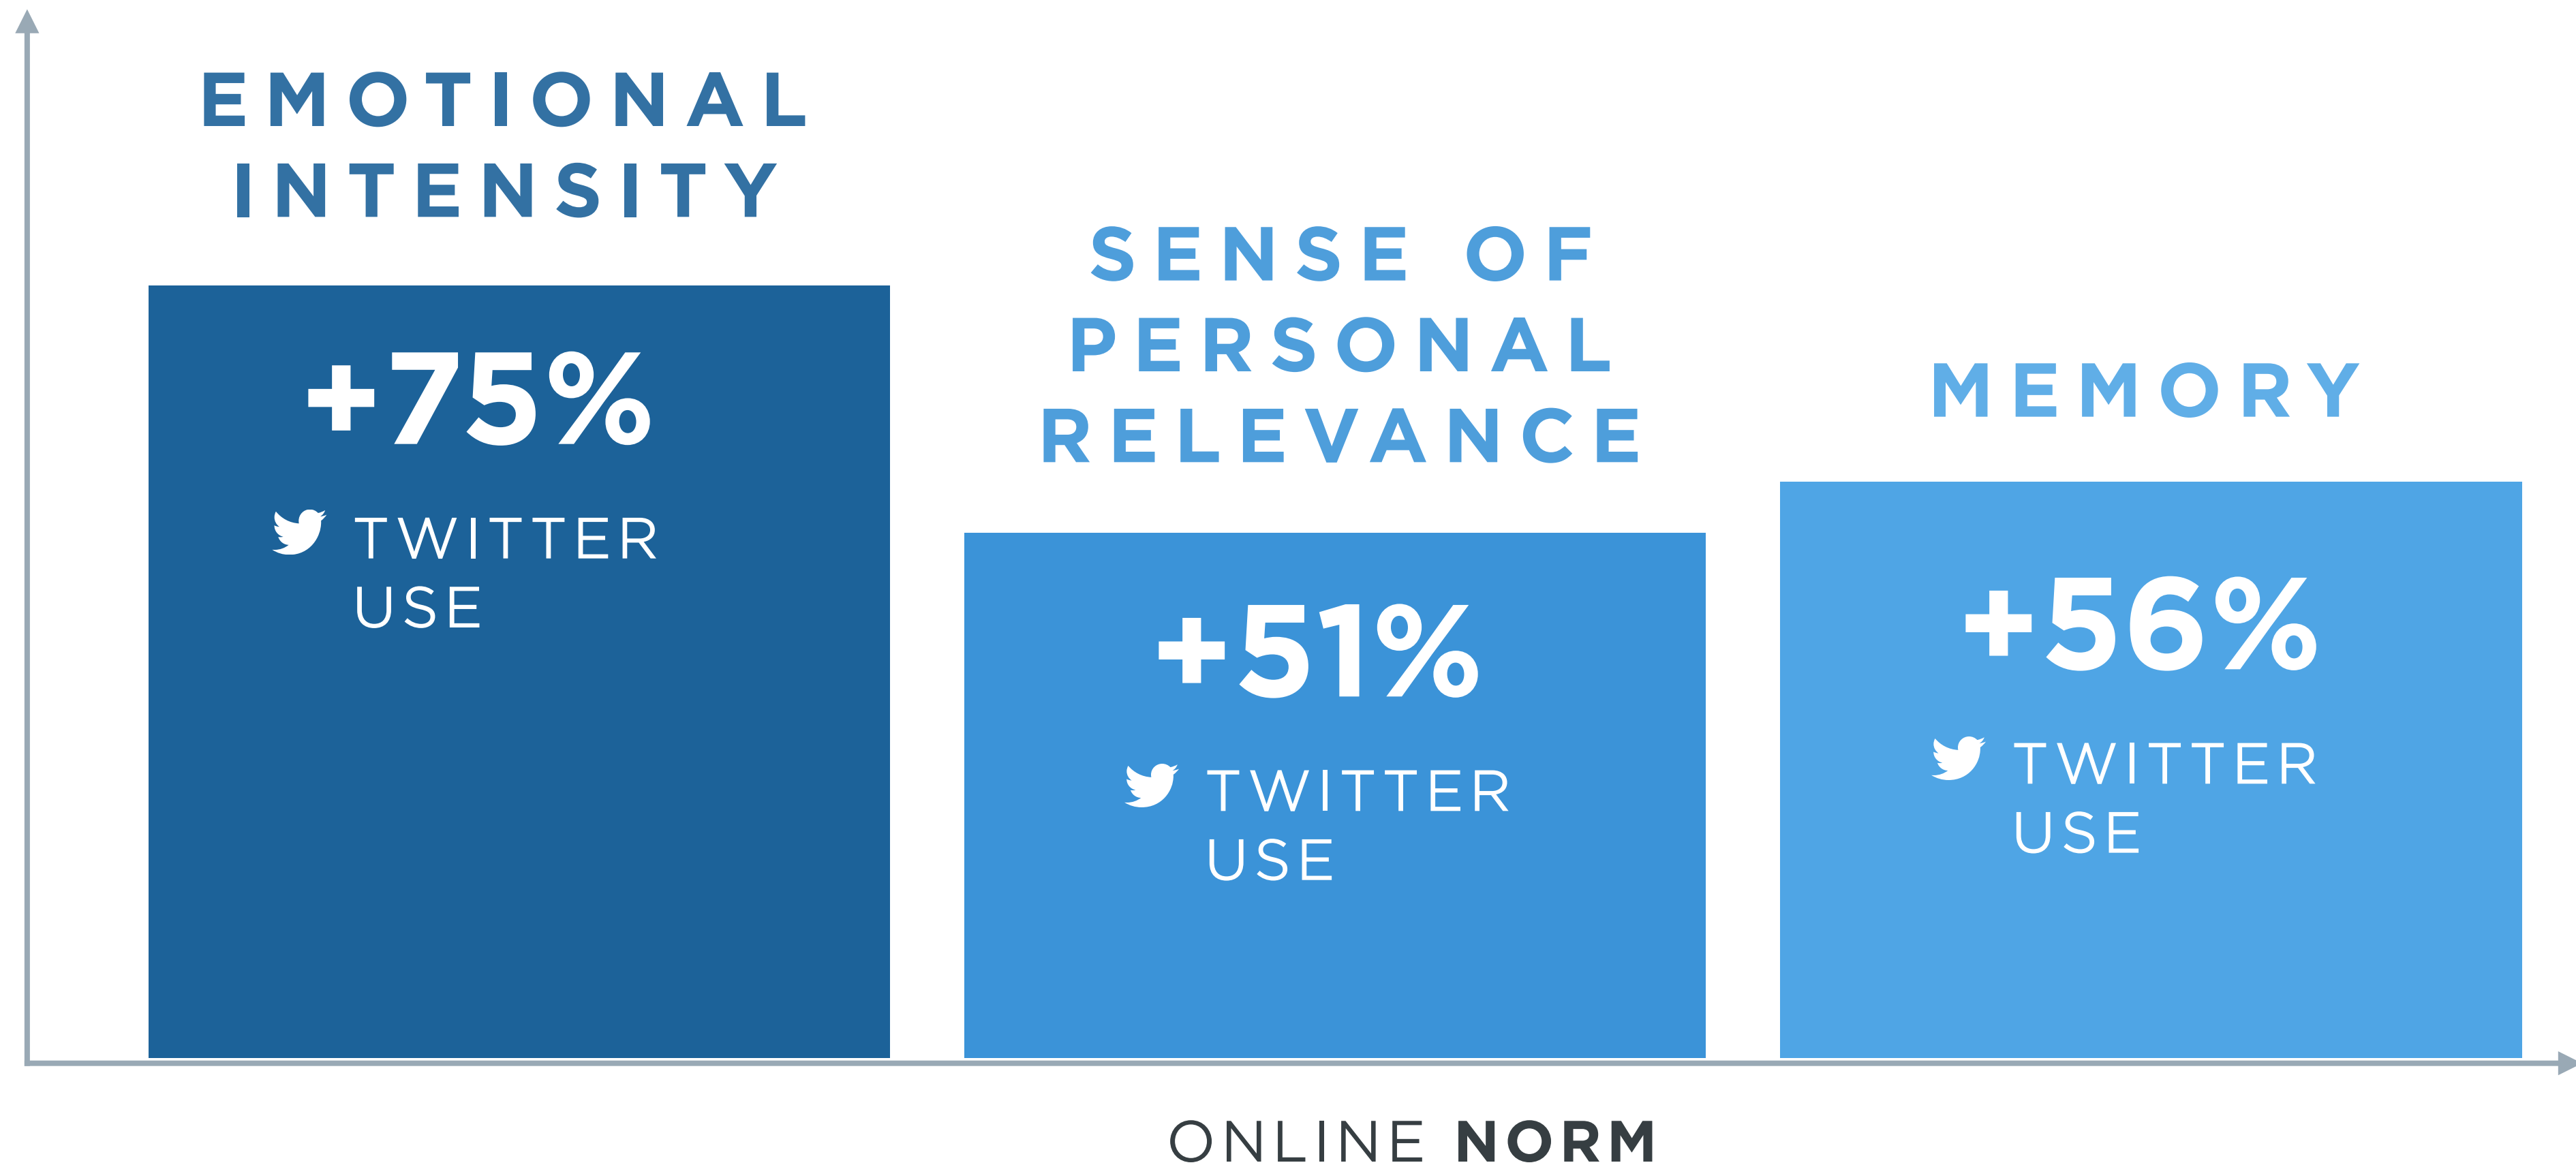 EMOTIONAL
INTENSITY
+75%
TWITTER
USE
SENSE OF
PERSONAL
RELEVANCE
+51%
TWITTER
USE
MEMORY
+56%
TWITTER
USE
ONLINE NORM